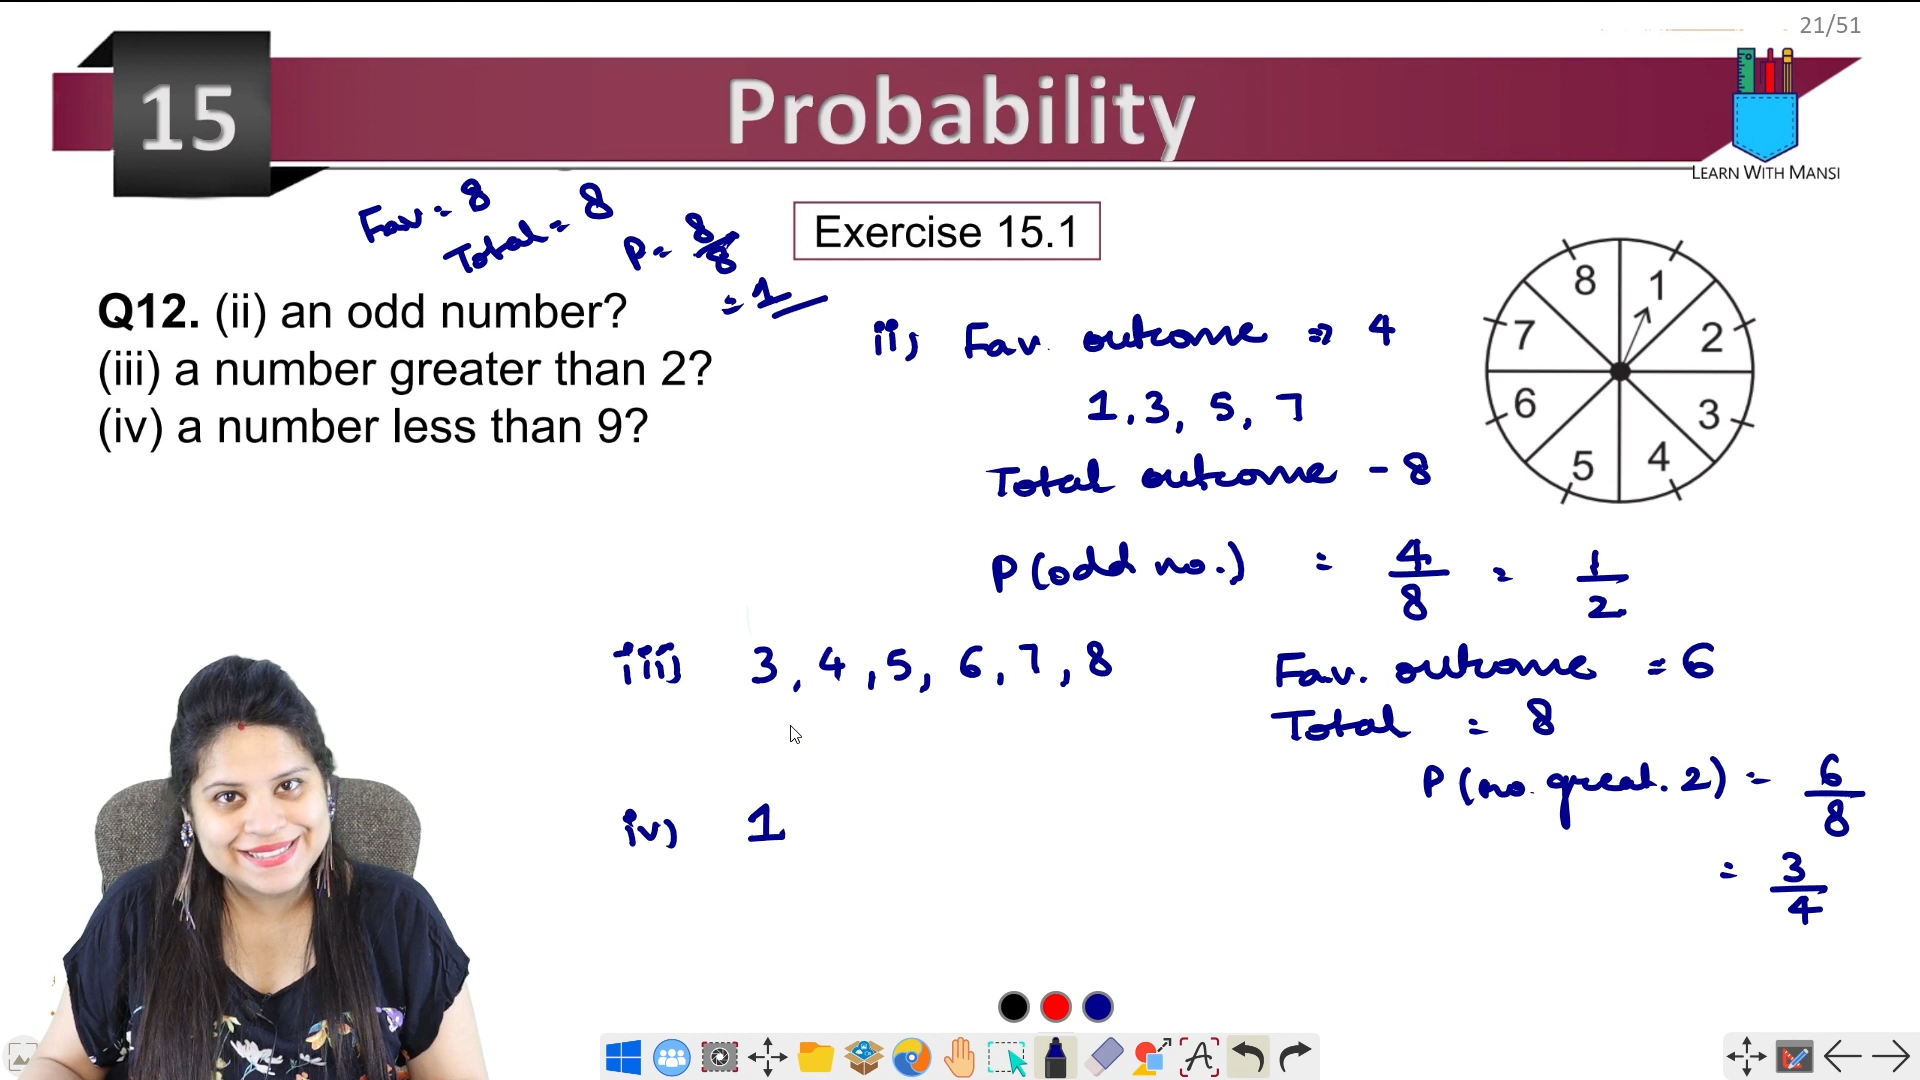 21/51
15
Probability
LEARN WITH MANSI
Fav = 8
Total = 8
P = 8/8
= 1
Exercise 15.1
Q12. (ii) an odd number?
(iii) a number greater than 2?
(iv) a number less than 9?
8 1
7 2
6 3
5 4
ii) Fav. outcome => 4
1, 3, 5, 7
Total outcome - 8
P (odd no.) = 4/8 = 1/2
iii) 3, 4, 5, 6, 7, 8
Fav. outcome = 6
Total = 8
P (no. great. 2) = 6/8
= 3/4
iv) 1